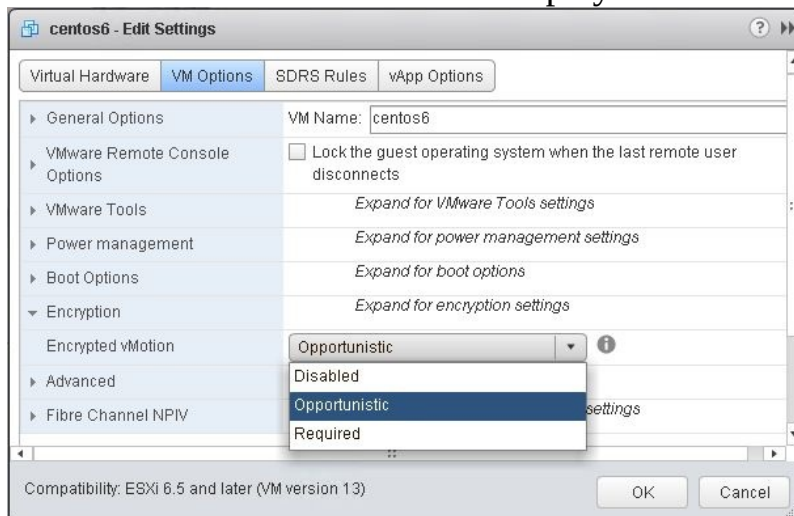 centos6 - Edit Settings
Virtual Hardware VM Options SDRS Rules vApp Options
General Options VM Name: centos6
VMware Remote Console Options Lock the guest operating system when the last remote user disconnects
VMware Tools Expand for VMware Tools settings
Power management Expand for power management settings
Boot Options Expand for boot options
Encryption Expand for encryption settings
Encrypted vMotion Opportunistic
Disabled
Advanced
Opportunistic
Fibre Channel NPIV settings
Required
Compatibility: ESXi 6.5 and later (VM version 13) OK Cancel